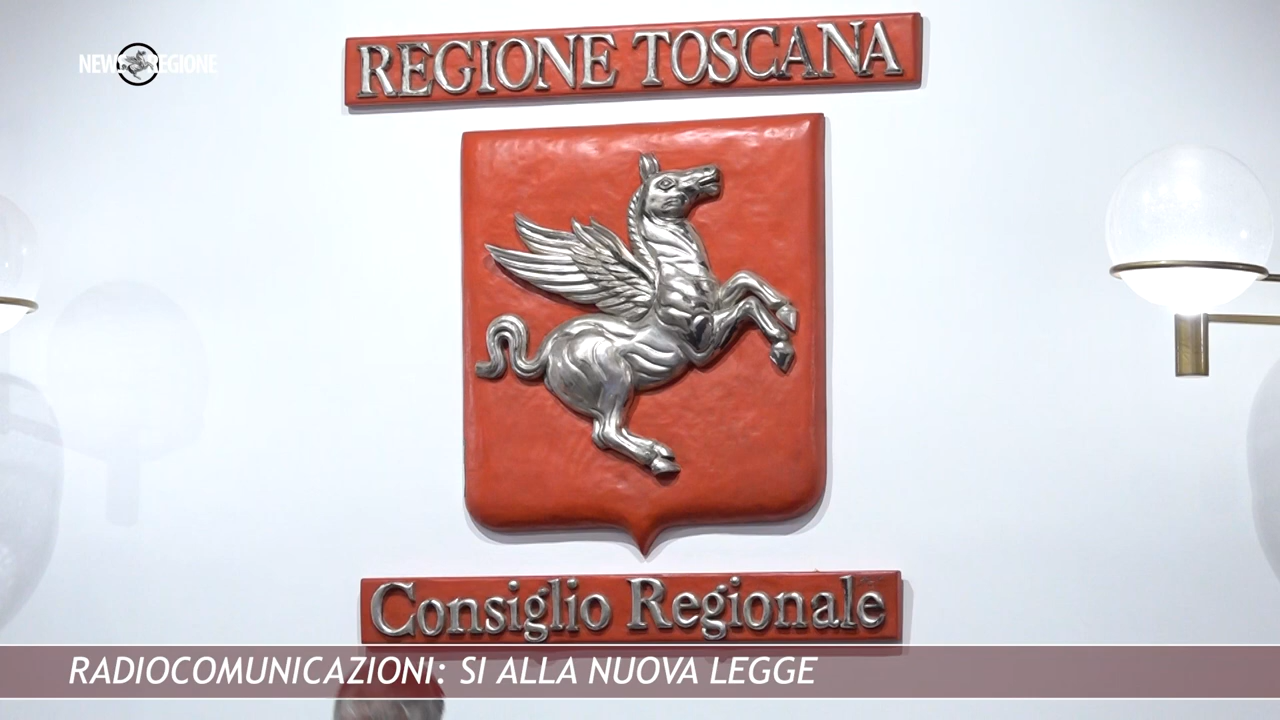 NEWS REGIONE
REGIONE TOSCANA
Consiglio Regionale
RADIOCOMUNICAZIONI: SI ALLA NUOVA LEGGE